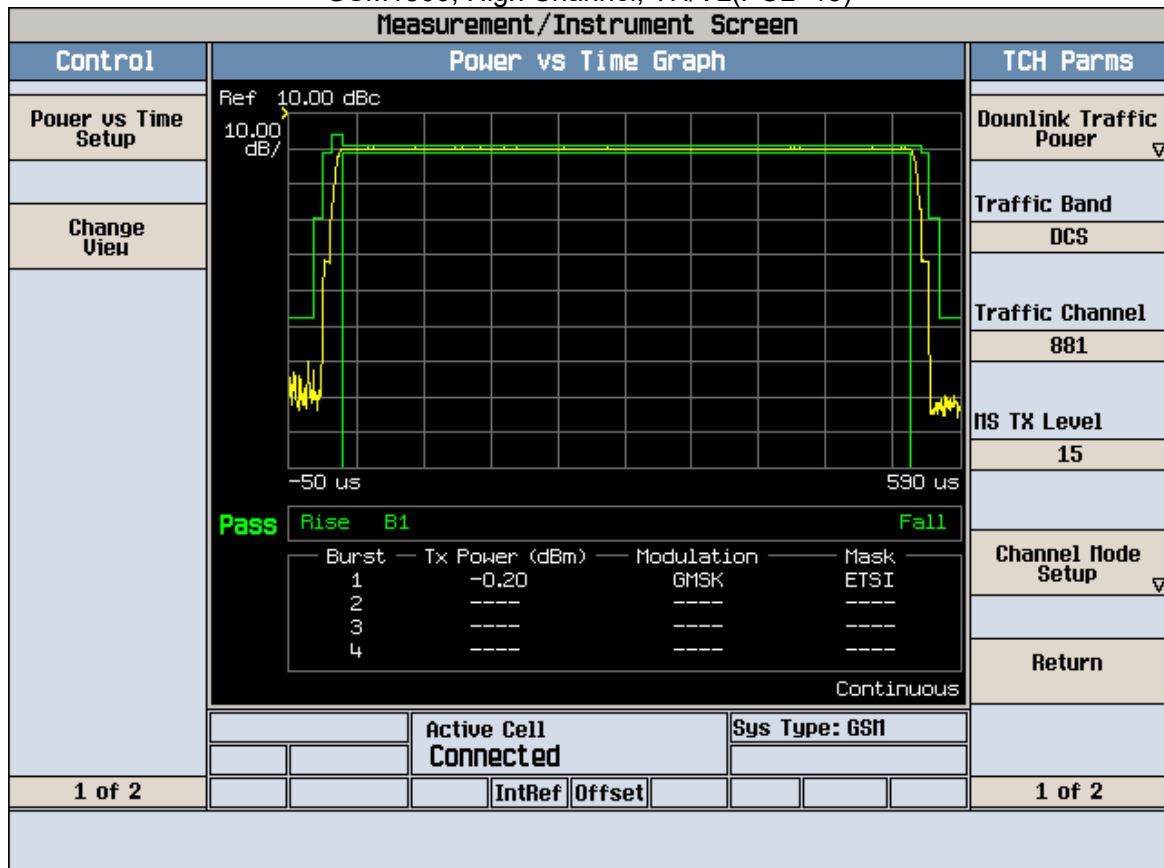 Measurement/Instrument Screen
Control
Power vs Time Graph
TCH Parms
Power vs Time
Setup
Change
View
1 of 2
Ref 10.00 dBc
10.00
dB/
-50 us
590 us
Pass
Rise B1
Fall
Burst Tx Power (dBm) Modulation Mask
1 -0.20 GMSK ETSI
2 ---- ---- ----
3 ---- ---- ----
4 ---- ---- ----
Continuous
Active Cell
Connected
Sys Type: GSM
IntRef Offset
Downlink Traffic
Power
Traffic Band
DCS
Traffic Channel
881
MS TX Level
15
Channel Mode
Setup
Return
1 of 2